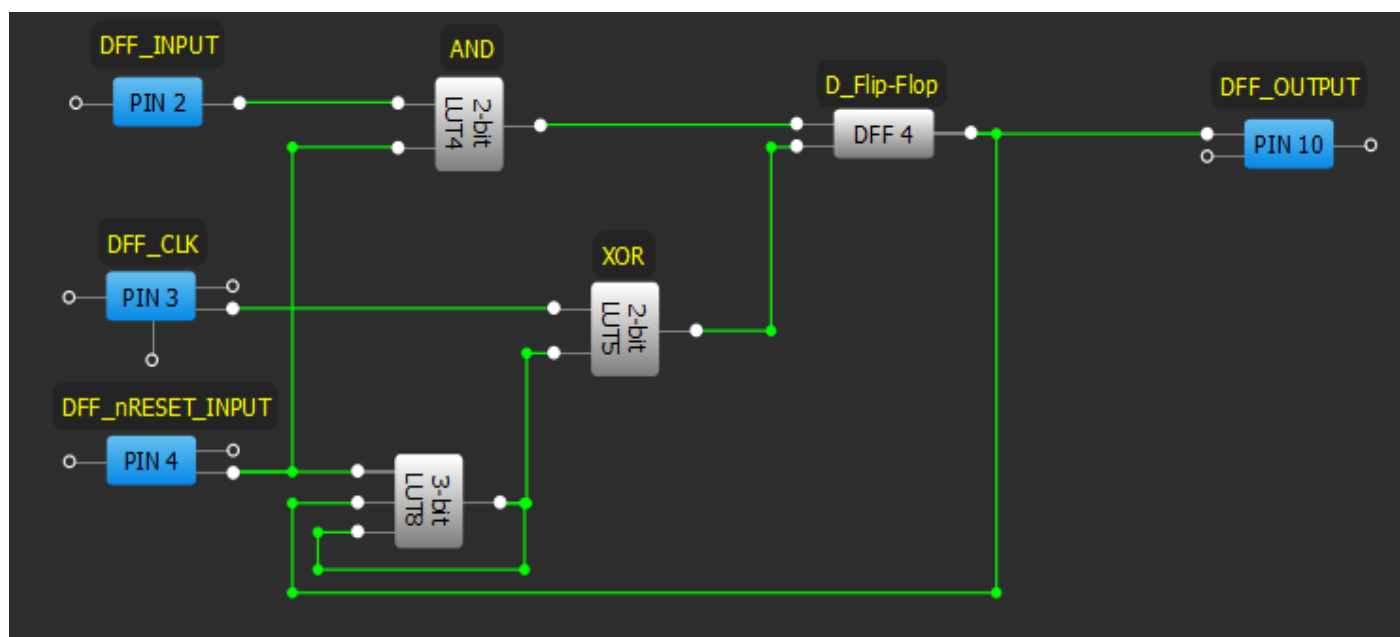 DFF_INPUT
PIN 2
AND
2-bit
LUT4
D_Flip-Flop
DFF 4
DFF_OUTPUT
PIN 10
DFF_CLK
PIN 3
XOR
2-bit
LUT5
DFF_nRESET_INPUT
PIN 4
3-bit
LUT8